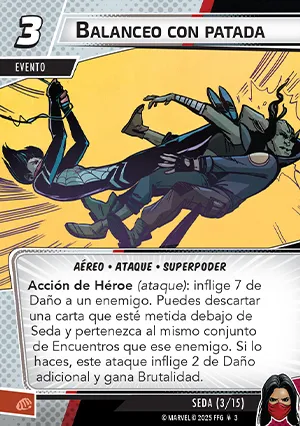 3
BALANCEO CON PATADA
EVENTO
AÉREO • ATAQUE • SUPERPODER
Acción de Héroe (ataque): inflige 7 de
Daño a un enemigo. Puedes descartar
una carta que esté metida debajo de
Seda y pertenezca al mismo conjunto
de Encuentros que ese enemigo. Si lo
haces, este ataque inflige 2 de Daño
adicional y gana Brutalidad.
SEDA (3/15)
© MARVEL © 2025 FFG 3